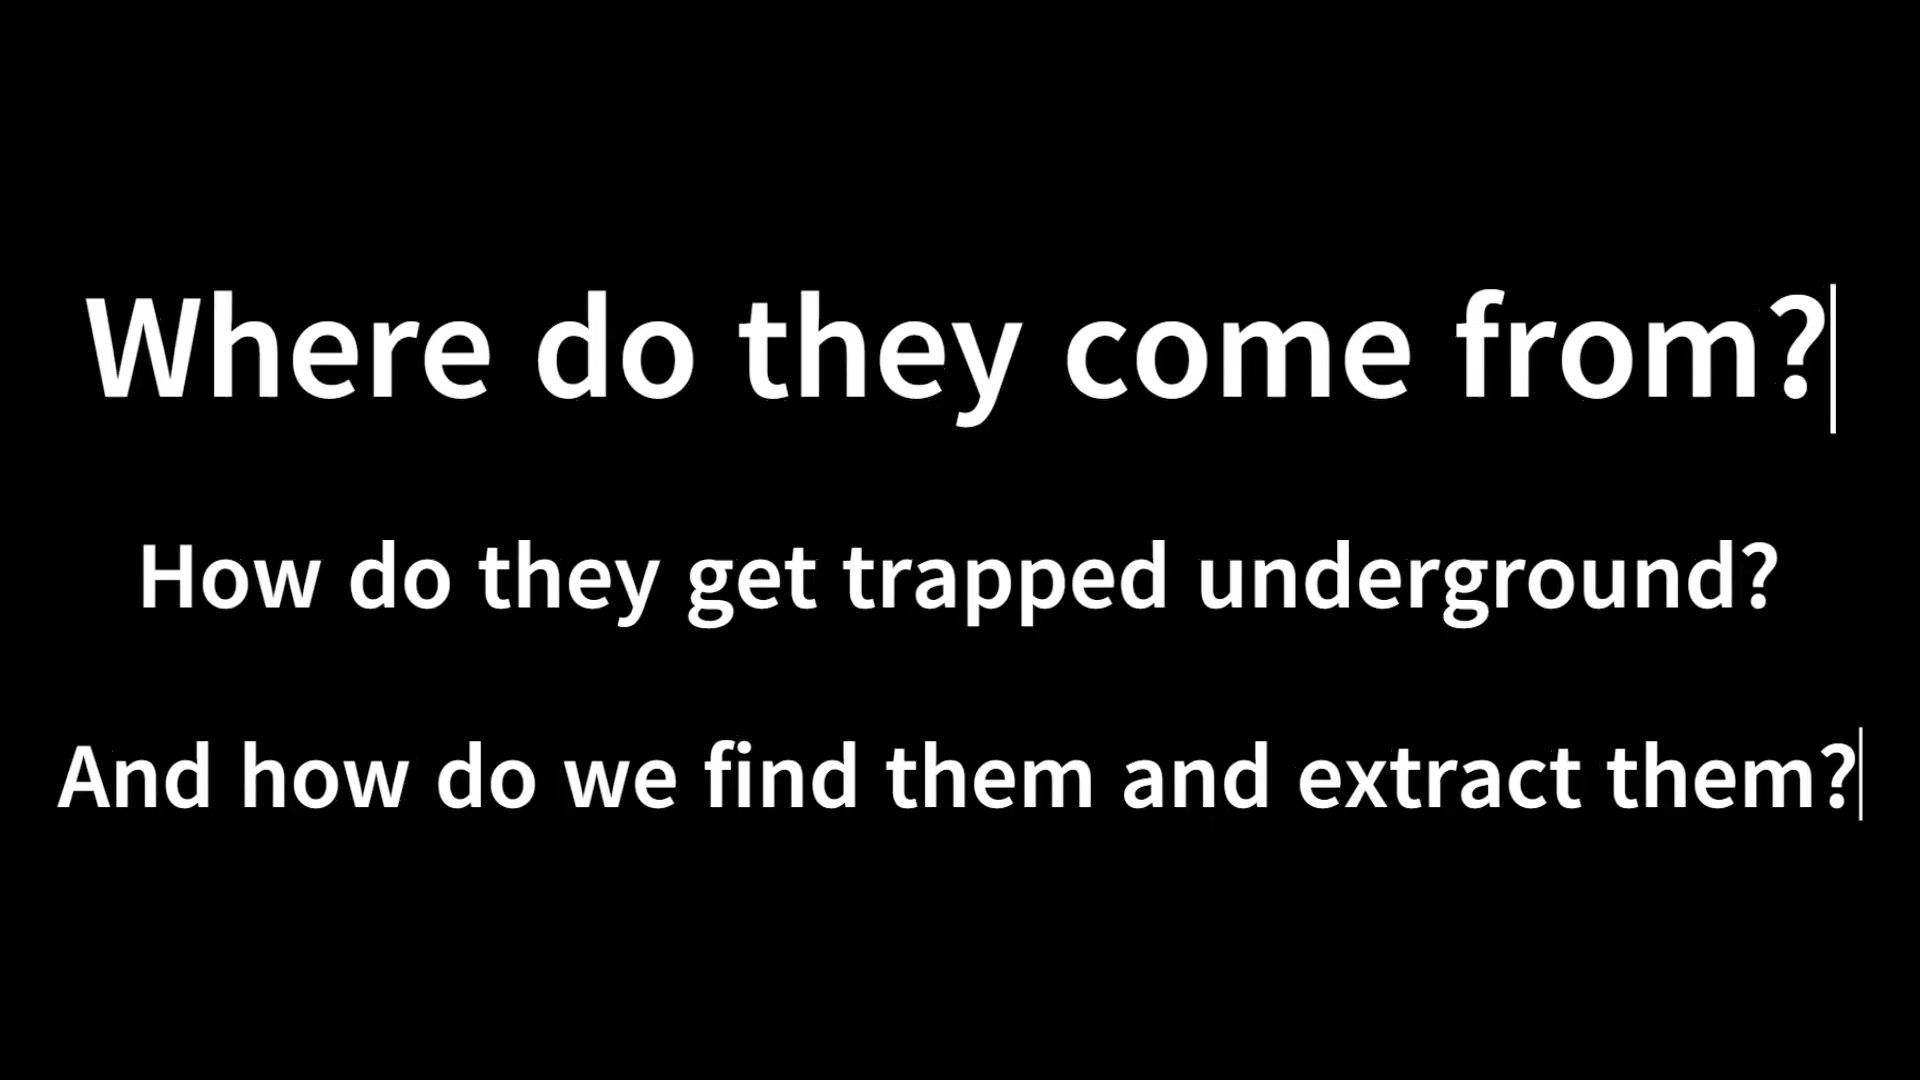 Where do they come from?
How do they get trapped underground?
And how do we find them and extract them?